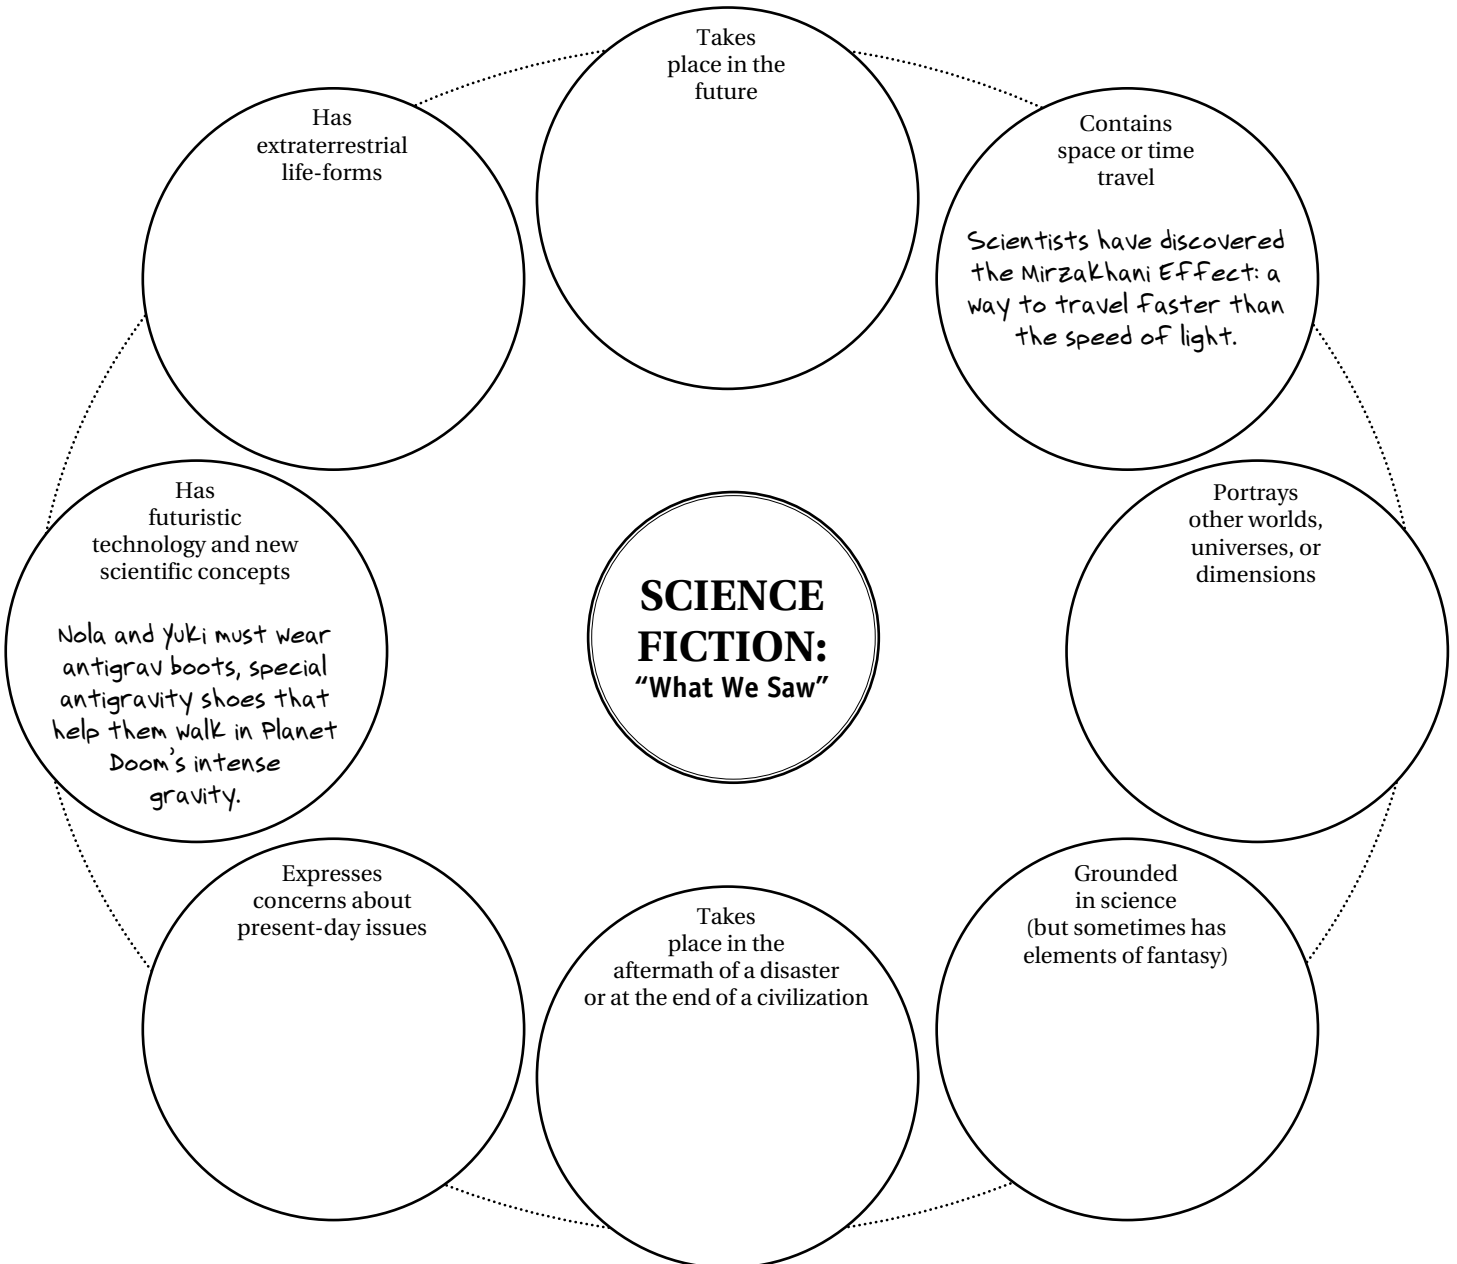 Takes
place in the
future
Has
extraterrestrial
life-forms
Contains
space or time
travel
Scientists have discovered
the Mirzakhani Effect: a
way to travel faster than
the speed of light.
Has
futuristic
technology and new
scientific concepts
Nola and Yuki must wear
antigrav boots, special
antigravity shoes that
help them walk in Planet
Doom's intense
gravity.
SCIENCE
FICTION:
“What We Saw”
Portrays
other worlds,
universes, or
dimensions
Expresses
concerns about
present-day issues
Takes
place in the
aftermath of a disaster
or at the end of a civilization
Grounded
in science
(but sometimes has
elements of fantasy)